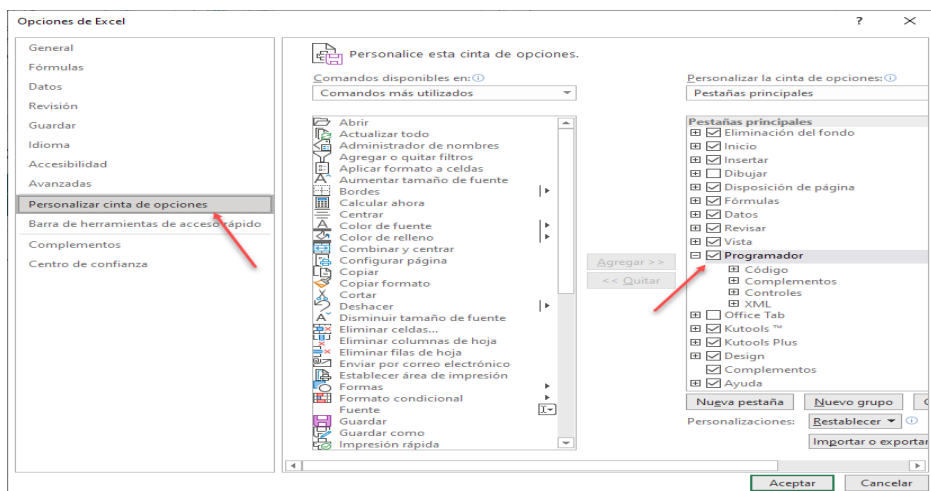 Opciones de Excel
?
General
Fórmulas
Datos
Revisión
Guardar
Idioma
Accesibilidad
Avanzadas
Personalizar cinta de opciones
Barra de herramientas de acceso rápido
Complementos
Centro de confianza
Personalice esta cinta de opciones.
Comandos disponibles en:
Comandos más utilizados
Abrir
Actualizar todo
Administrador de nombres
Agregar o quitar filtros
Aplicar formato a celdas
Aumentar tamaño de fuente
Bordes
Calcular ahora
Centrar
Color de fuente
Color de relleno
Combinar y centrar
Configurar página
Copiar
Copiar formato
Cortar
Deshacer
Disminuir tamaño de fuente
Eliminar celdas...
Eliminar columnas de hoja
Eliminar filas de hoja
Enviar por correo electrónico
Establecer área de impresión
Formas
Formato condicional
Fuente
Guardar
Guardar como
Impresión rápida
Agregar >>
<< Quitar
Personalizar la cinta de opciones:
Pestañas principales
Pestañas principales
Eliminación del fondo
Inicio
Insertar
Dibujar
Disposición de página
Fórmulas
Datos
Revisar
Vista
Programador
Código
Complementos
Controles
XML
Office Tab
Kutools ™
Kutools Plus
Design
Complementos
Ayuda
Nueva pestaña
Nuevo grupo
Personalizaciones:
Restablecer
Importar o exportar
Aceptar
Cancelar